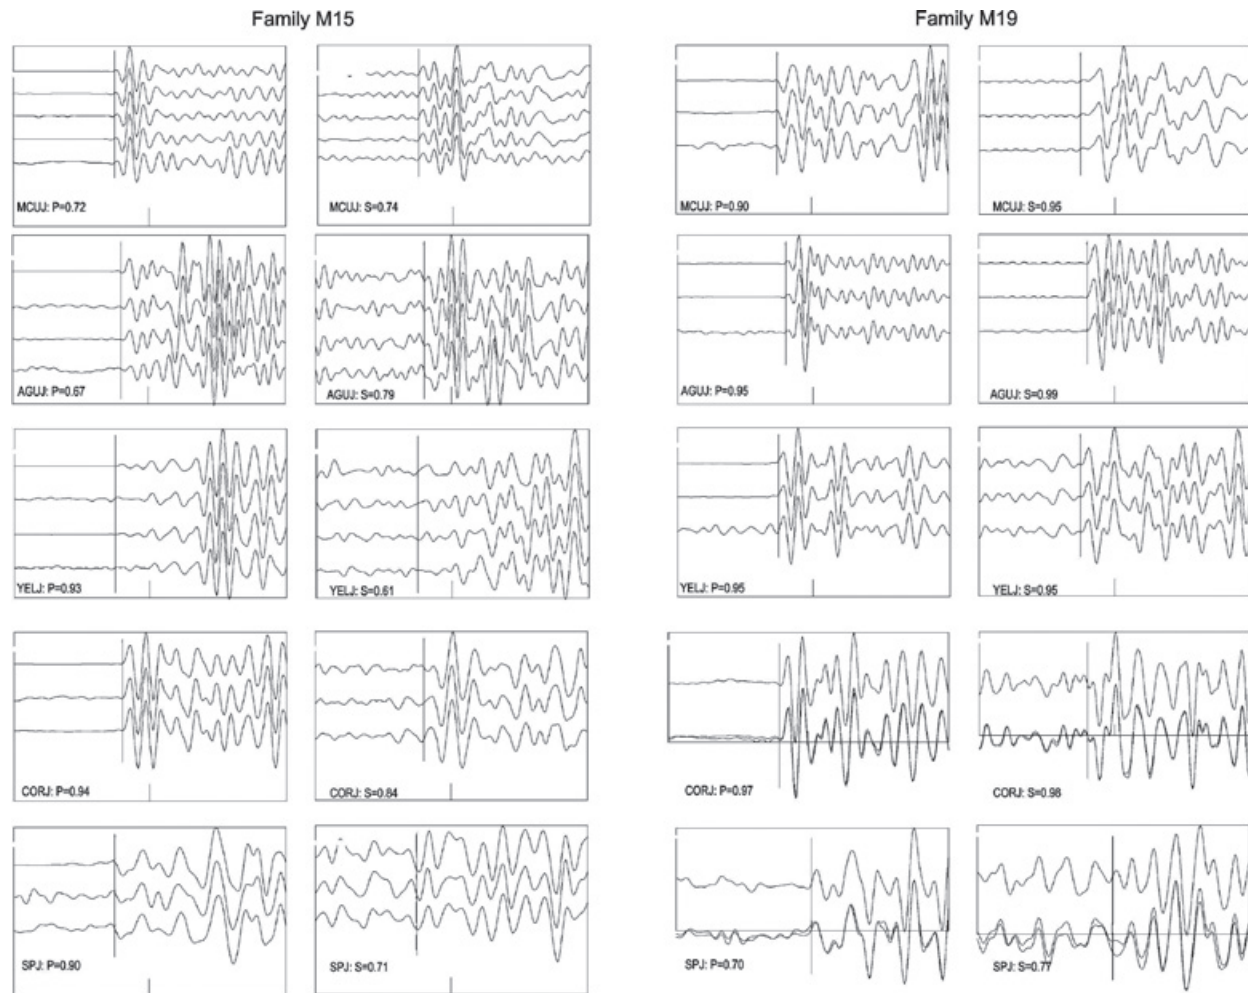 Family M15
Family M19
MCUJ: P=0.72
MCUJ: S=0.74
MCUJ: P=0.90
MCUJ: S=0.95
AGUJ: P=0.67
AGUJ: S=0.79
AGUJ: P=0.95
AGUJ: S=0.99
YELJ: P=0.93
YELJ: S=0.61
YELJ: P=0.95
YELJ: S=0.95
CORJ: P=0.94
CORJ: S=0.84
CORJ: P=0.97
CORJ: S=0.98
SPJ: P=0.90
SPJ: S=0.71
SPJ: P=0.70
SPJ: S=0.77